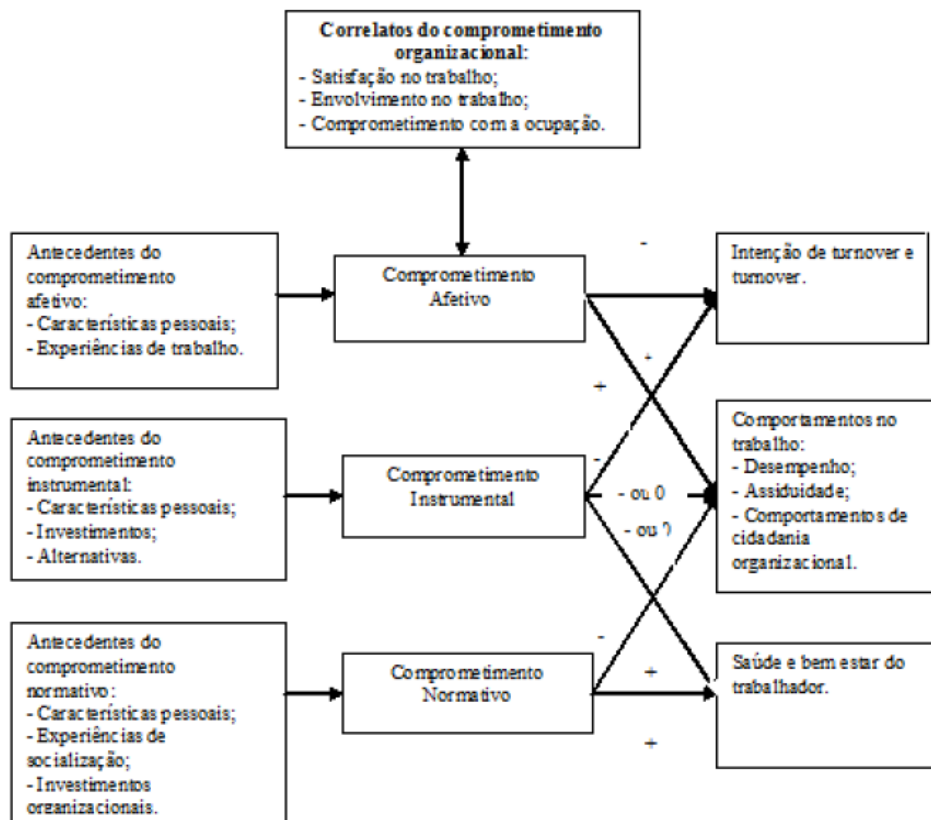 Correlatos do comprometimento
organizacional:
- Satisfação no trabalho;
- Envolvimento no trabalho;
- Comprometimento com a ocupação.
Antecedentes do
comprometimento
afetivo:
- Características pessoais;
- Experiências de trabalho.
Comprometimento
Afetivo
-
Intenção de turnover e
turnover.
+
Antecedentes do
comprometimento
instrumental:
- Características pessoais;
- Investimentos;
- Alternativas.
Comprometimento
Instrumental
-
- ou 0
- ou
Comportamentos no
trabalho:
- Desempenho;
- Assiduidade;
- Comportamentos de
cidadania
organizacional.
Antecedentes do
comprometimento
normativo:
- Características pessoais;
- Experiências de
socialização;
- Investimentos
organizacionais.
Comprometimento
Normativo
-
+
+
Saúde e bem estar do
trabalhador.